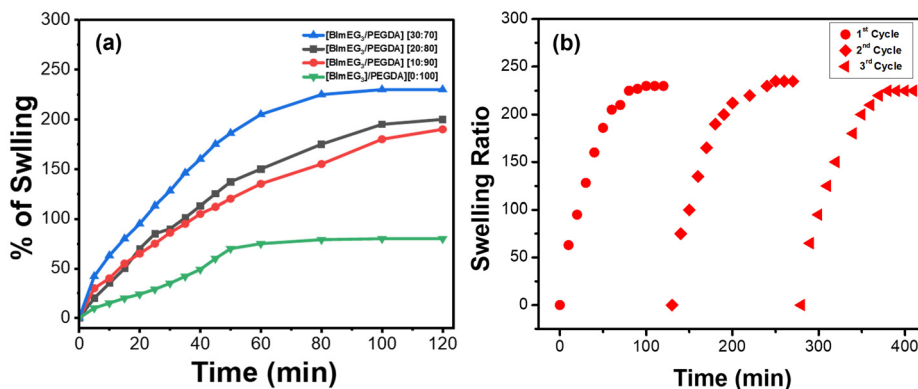 (a)
[BImEG3/PEGDA] [30:70]
[BImEG3/PEGDA] [20:80]
[BImEG3/PEGDA] [10:90]
[BImEG3]/PEGDA][0:100]
% of Swlling
300
250
200
150
100
50
0
0 20 40 60 80 100 120
Time (min)
(b)
1st Cycle
2nd Cycle
3rd Cycle
Swelling Ratio
300
250
200
150
100
50
0
0 100 200 300 400
Time (min)